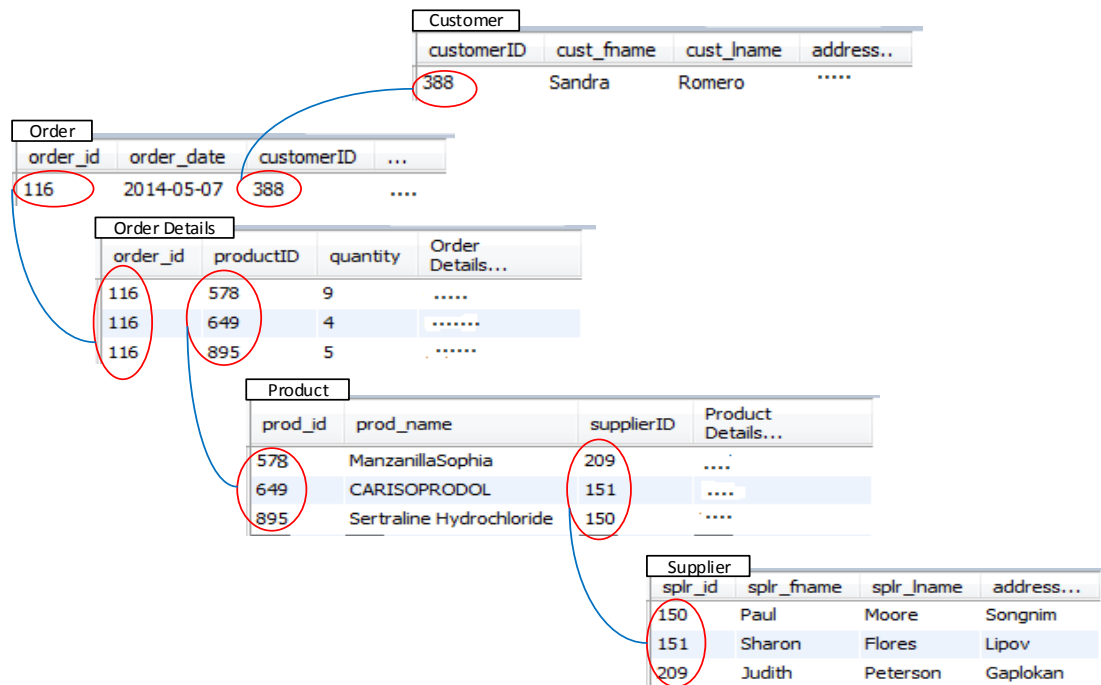 Customer
customerID cust_fname cust_lname address..
388 Sandra Romero .....
Order
order_id order_date customerID ...
116 2014-05-07 388 ....
Order Details
order_id productID quantity Order Details...
116 578 9 .....
116 649 4 .......
116 895 5 ......
Product
prod_id prod_name supplierID Product Details...
578 ManzanillaSophia 209 ....
649 CARISOPRODOL 151 ....
895 Sertraline Hydrochloride 150 ....
Supplier
splr_id splr_fname splr_lname address...
150 Paul Moore Songnim
151 Sharon Flores Lipov
209 Judith Peterson Gaplokan